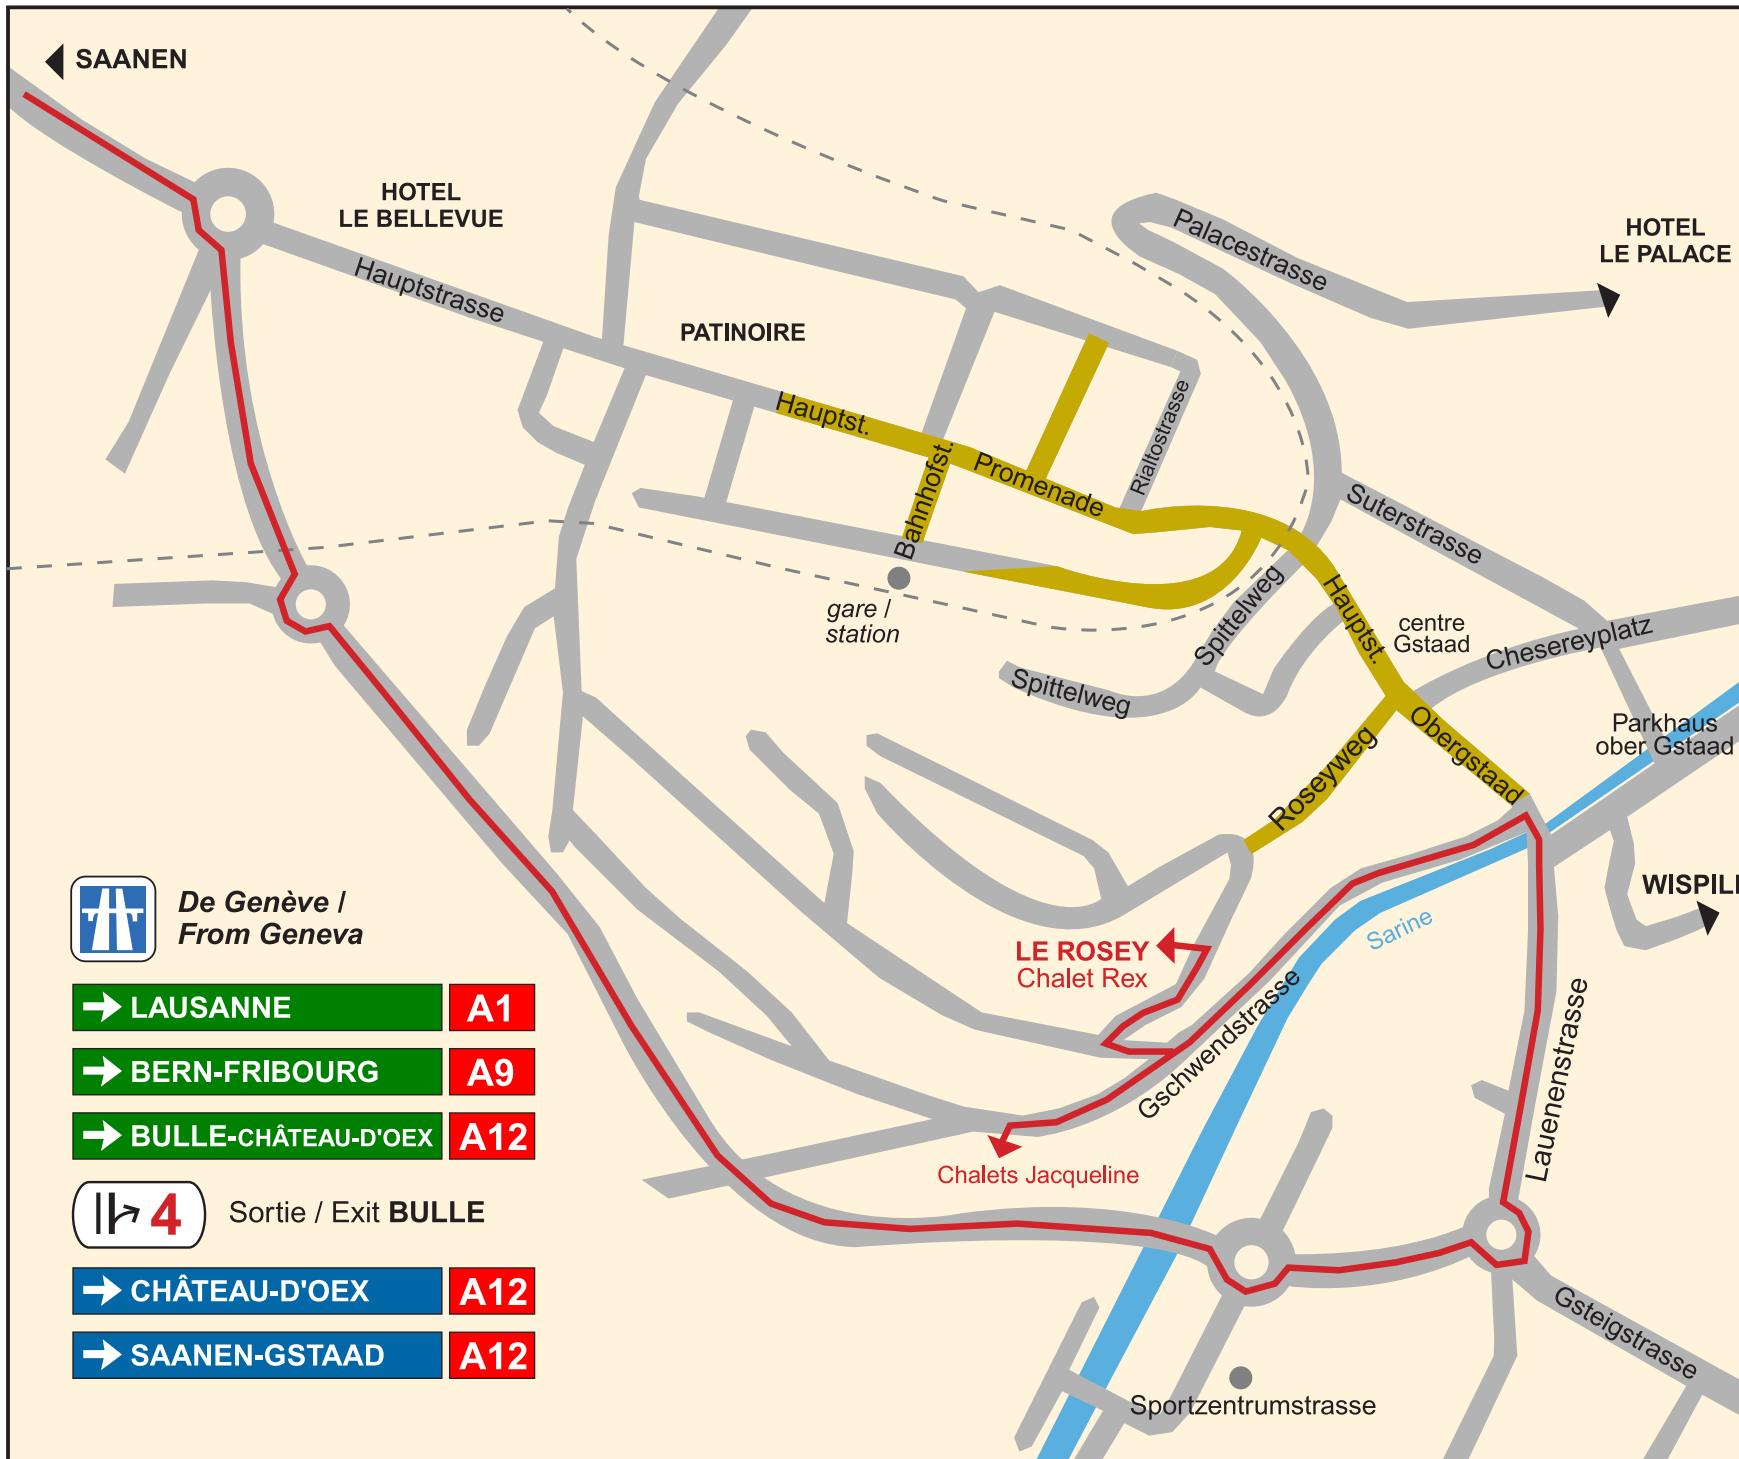 SAANEN
HOTEL
LE BELLEVUE
Hauptstrasse
PATINOIRE
Palacestrasse
HOTEL
LE PALACE
Hauptst.
Bahnhofst.
Promenade
Rialtostrasse
Suterstrasse
gare /
station
Spittelweg
Spittelweg
Hauptst.
centre
Gstaad
Chesereyplatz
Roseyweg
Obergstaad
Parkhaus
ober Gstaad
WISPILE
Sarine
LE ROSEY
Chalet Rex
Gschwendstrasse
Lauenenstrasse
Chalets Jacqueline
Gsteigstrasse
Sportzentrumstrasse
De Genève /
From Geneva
LAUSANNE A1
BERN-FRIBOURG A9
BULLE-CHÂTEAU-D'OEX A12
4 Sortie / Exit BULLE
CHÂTEAU-D'OEX A12
SAANEN-GSTAAD A12